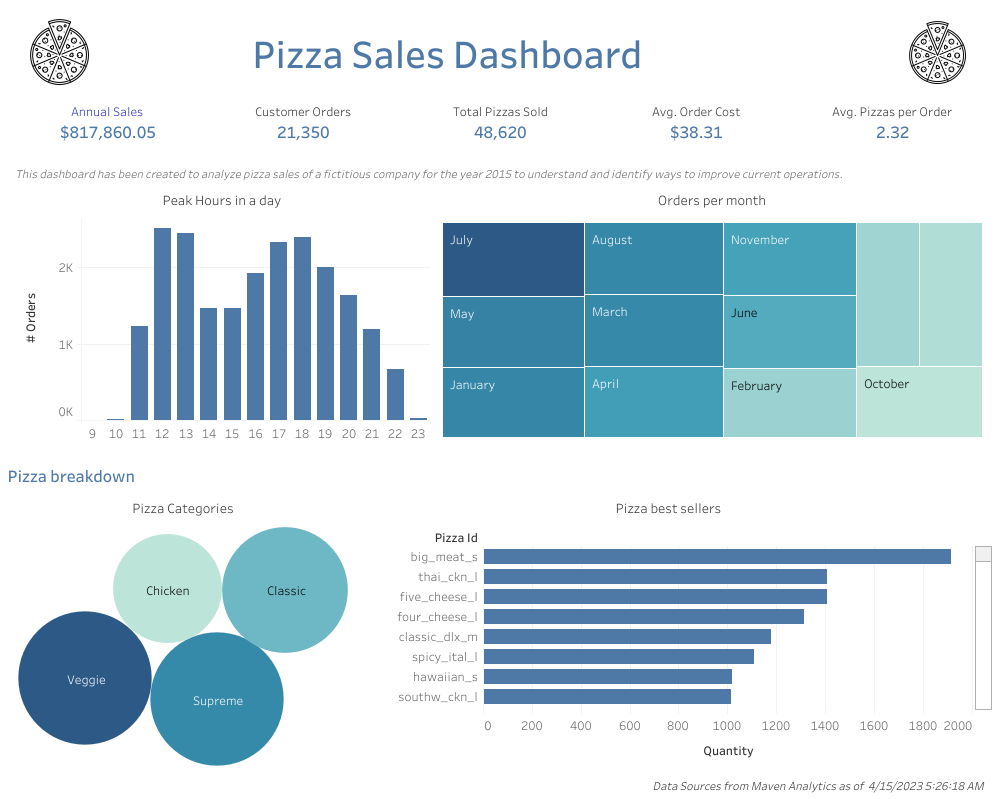 Pizza Sales Dashboard
Annual Sales
$817,860.05
Customer Orders
21,350
Total Pizzas Sold
48,620
Avg. Order Cost
$38.31
Avg. Pizzas per Order
2.32
This dashboard has been created to analyze pizza sales of a fictitious company for the year 2015 to understand and identify ways to improve current operations.
Peak Hours in a day
# Orders
2K
1K
0K
9 10 11 12 13 14 15 16 17 18 19 20 21 22 23
Orders per month
July
May
January
August
March
April
November
June
February
October
Pizza breakdown
Pizza Categories
Chicken
Classic
Veggie
Supreme
Pizza best sellers
Pizza Id
big_meat_s
thai_ckn_l
five_cheese_l
four_cheese_l
classic_dlx_m
spicy_ital_l
hawaiian_s
southw_ckn_l
0 200 400 600 800 1000 1200 1400 1600 1800 2000
Quantity
Data Sources from Maven Analytics as of 4/15/2023 5:26:18 AM